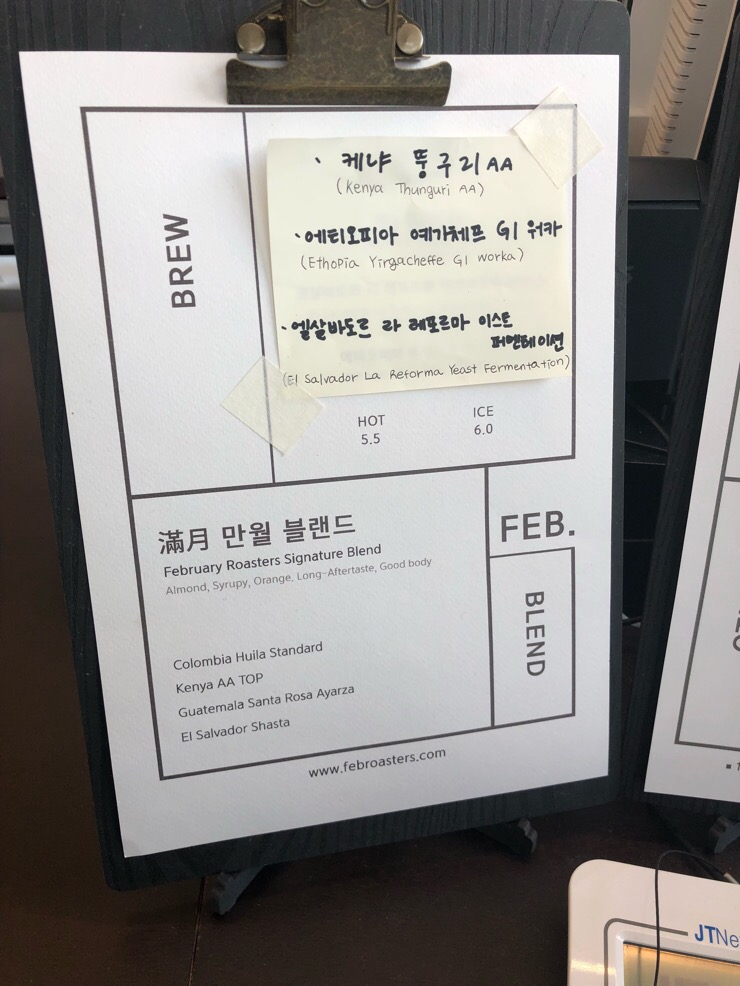 BREW
· 케냐 뚱구리 AA
(Kenya Thunguri AA)
· 에티오피아 예가체프 G1 워카
(Ethopia Yirgacheffe G1 Worka)
· 엘살바도르 라 레포르마 이스트
퍼멘테이션
(El Salvador La Reforma Yeast Fermentation)
HOT
5.5
ICE
6.0
滿月 만월 블랜드
February Roasters Signature Blend
Almond, Syrupy, Orange, Long-Aftertaste, Good body
Colombia Huila Standard
Kenya AA TOP
Guatemala Santa Rosa Ayarza
El Salvador Shasta
FEB.
BLEND
www.febroasters.com
JTNe